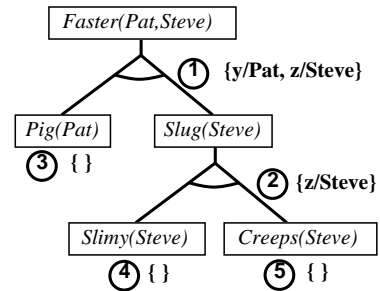 Faster(Pat,Steve)
1 {y/Pat, z/Steve}
Pig(Pat) Slug(Steve)
3 { }
2 {z/Steve}
Slimy(Steve) Creeps(Steve)
4 { } 5 { }